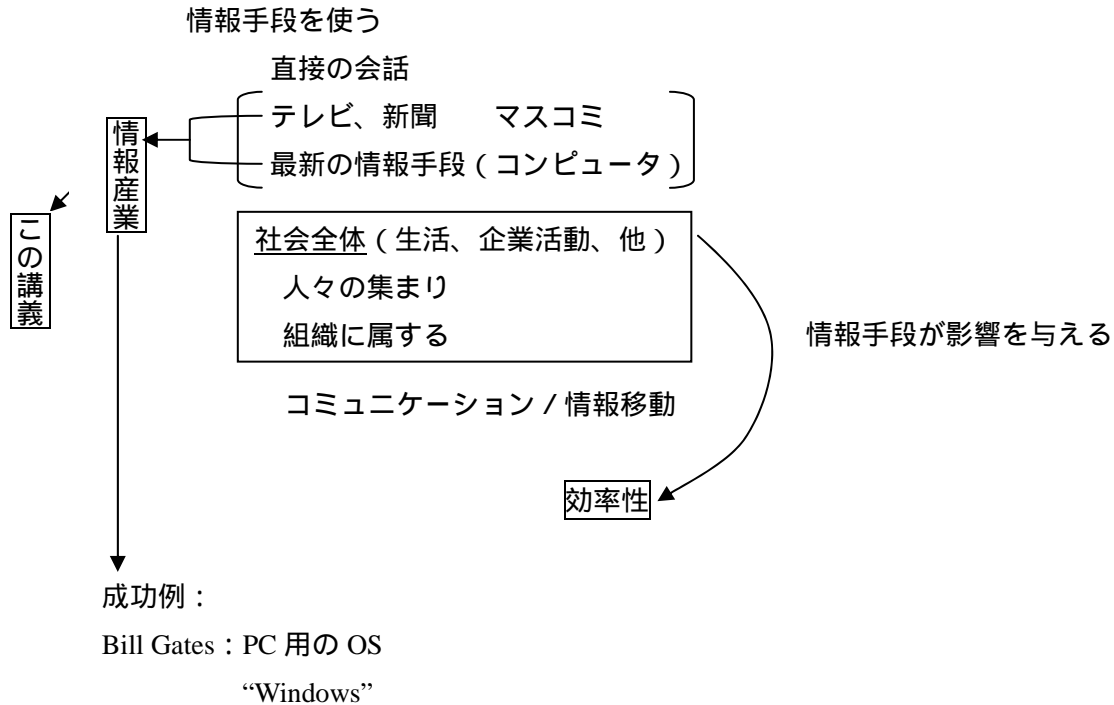 情報手段を使う
直接の会話
テレビ、新聞　　マスコミ
最新の情報手段（コンピュータ）
情報産業
この講義
社会全体（生活、企業活動、他）
人々の集まり
組織に属する
情報手段が影響を与える
コミュニケーション / 情報移動
効率性
成功例：
Bill Gates：PC 用の OS
“Windows”